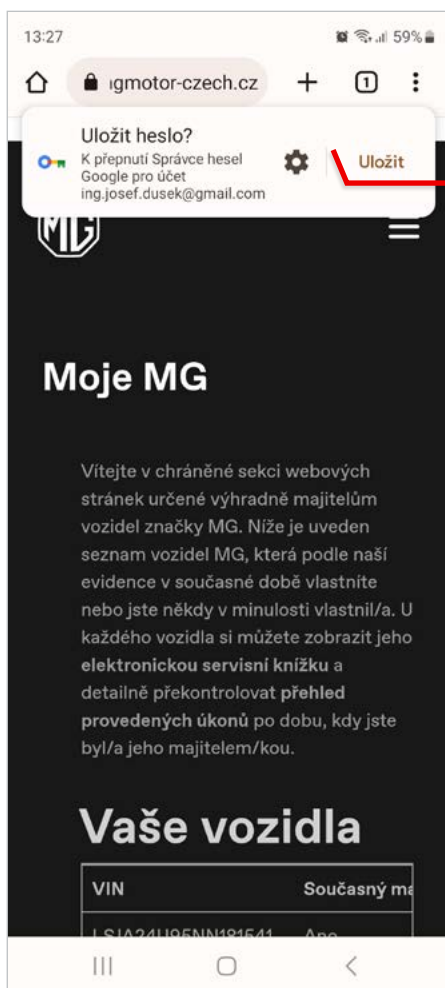 13:27 59%
ngmotor-czech.cz 1
Uložit heslo?
K přepnutí Správce hesel
Google pro účet
ing.josef.dusek@gmail.com
Uložit
MG
Moje MG
Vítejte v chráněné sekci webových
stránek určené výhradně majitelům
vozidel značky MG. Níže je uveden
seznam vozidel MG, která podle naší
evidence v současné době vlastníte
nebo jste někdy v minulosti vlastnil/a. U
každého vozidla si můžete zobrazit jeho
elektronickou servisní knížku a
detailně překontrolovat přehled
provedených úkonů po dobu, kdy jste
byl/a jeho majitelem/kou.
Vaše vozidla
VIN Současný ma
LSJA24U95NN181541 Ano